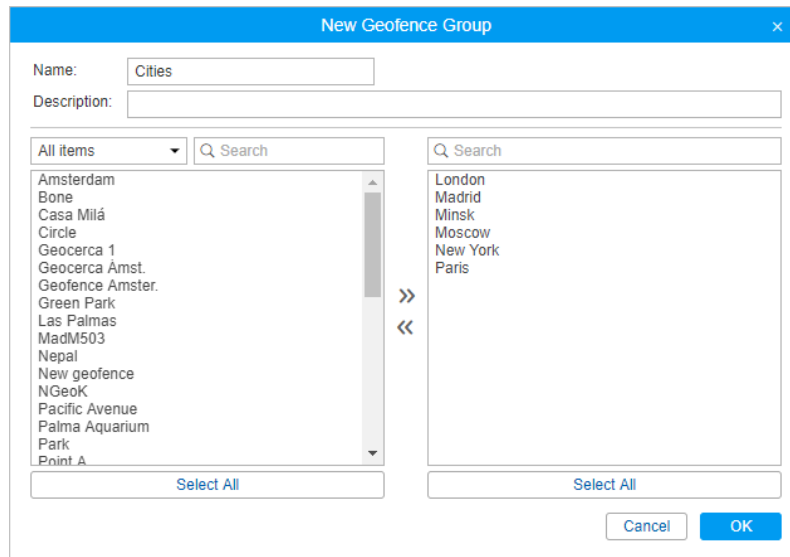 New Geofence Group
Name: Cities
Description:
All items Search Search
Amsterdam
Bone
Casa Milá
Circle
Geocerca 1
Geocerca Ámst.
Geofence Amster.
Green Park
Las Palmas
MadM503
Nepal
New geofence
NGeoK
Pacific Avenue
Palma Aquarium
Park
Point A
London
Madrid
Minsk
Moscow
New York
Paris
Select All Select All
Cancel OK